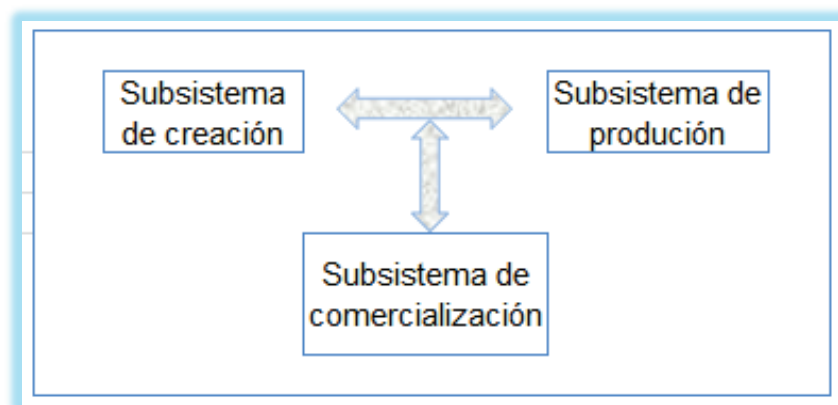 Subsistema
de creación
Subsistema de
produción
Subsistema de
comercialización